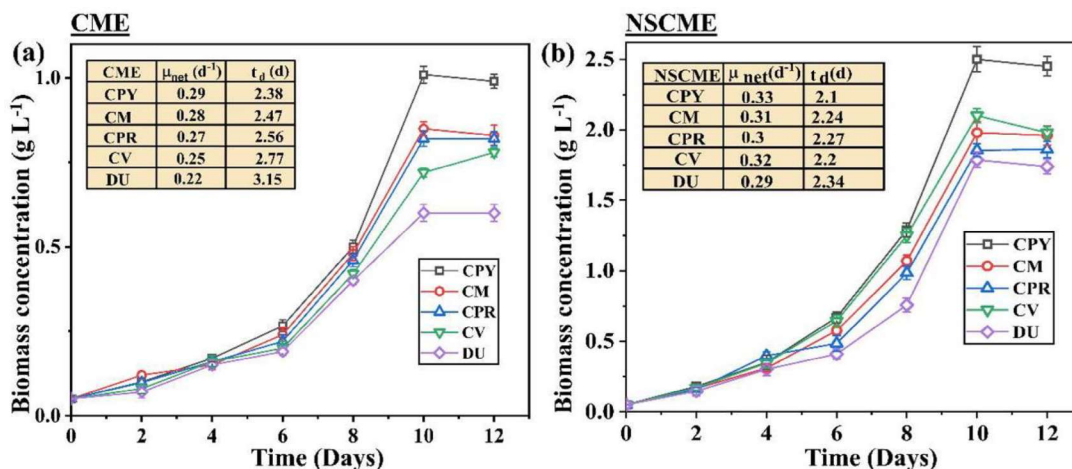 CME
(a)
CME μnet (d-1) td (d)
CPY 0.29 2.38
CM 0.28 2.47
CPR 0.27 2.56
CV 0.25 2.77
DU 0.22 3.15
Biomass concentration (g L-1)
1.0
0.5
0.0
0 2 4 6 8 10 12
Time (Days)
CPY
CM
CPR
CV
DU
NSCME
(b)
NSCME μ net(d-1) td(d)
CPY 0.33 2.1
CM 0.31 2.24
CPR 0.3 2.27
CV 0.32 2.2
DU 0.29 2.34
Biomass concentration (g L-1)
2.5
2.0
1.5
1.0
0.5
0.0
0 2 4 6 8 10 12
Time (Days)
CPY
CM
CPR
CV
DU